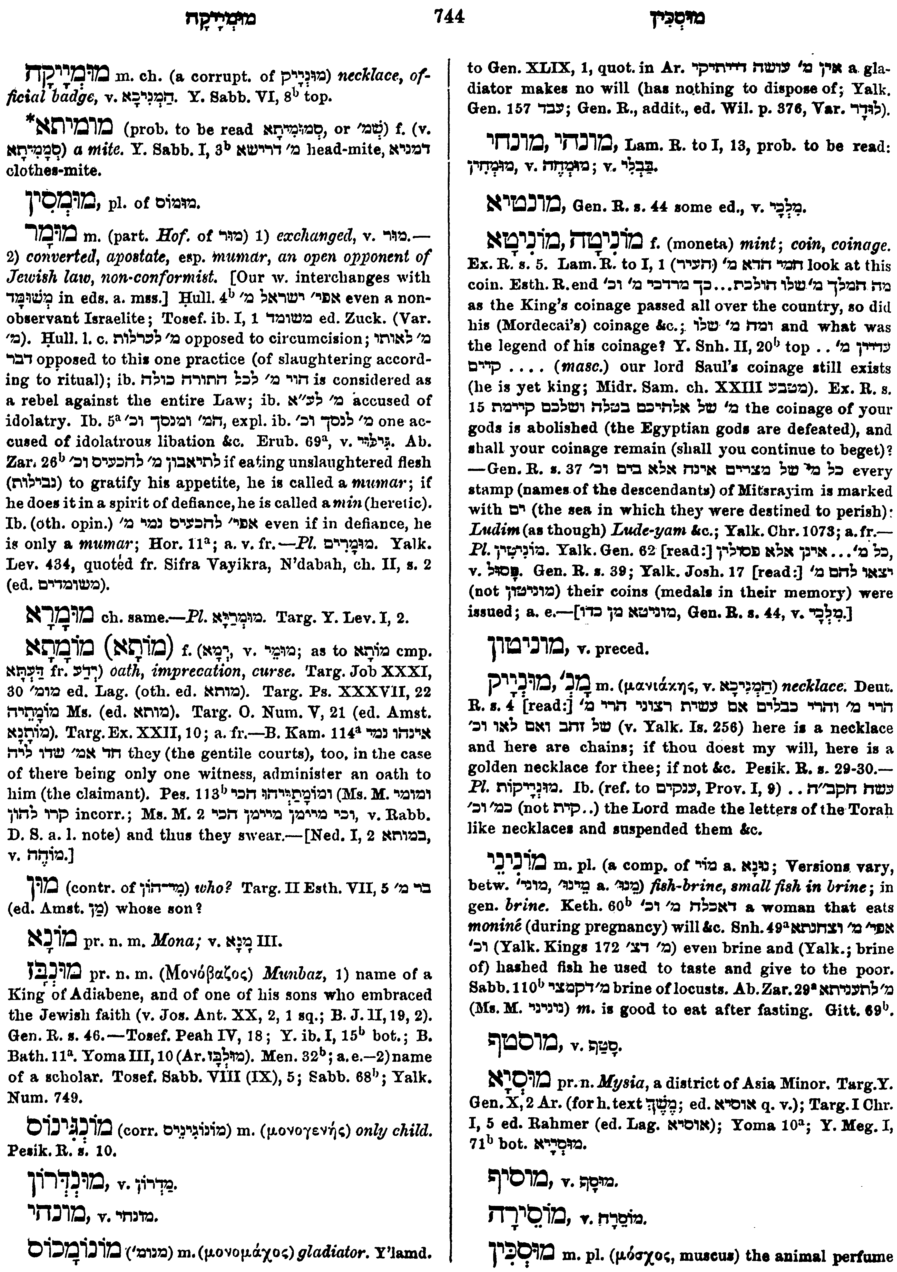 מוּמְיָיקָה 744 מוּסְכִּין
מוּמְיָיקָה m. ch. (a corrupt. of מוּנְיָיק) necklace, of-
ficial badge, v. הַמְנִיכָא. Y. Sabb. VI, 8b top.
*מוֹמִיתָא (prob. to be read סְמוּמִיתָא, or שְׁמ׳) f. (v.
סַמָּמִיתָא) a mite. Y. Sabb. I, 3b מ׳ דרישא head-mite, דמניא
clothes-mite.
מוּמְסִין, pl. of מומוס.
מוּמָר m. (part. Hof. of מוּר) 1) exchanged, v. מוּר.—
2) converted, apostate, esp. mumar, an open opponent of
Jewish law, non-conformist. [Our w. interchanges with
מְשׁוּמָּד in eds. a. mss.] Ḥull. 4b אפי׳ ישראל מ׳ even a non-
observant Israelite; Tosef. ib. I, 1 משומד ed. Zuck. (Var.
מ׳). Ḥull. l. c. מ׳ לערלות opposed to circumcision; מ׳ לאותו
דבר opposed to this one practice (of slaughtering accord-
ing to ritual); ib. הוי מ׳ לכל התורה כולה is considered as
a rebel against the entire Law; ib. מ׳ לע״א accused of
idolatry. Ib. 5a המ׳ ומנסך וכ׳, expl. ib. מ׳ לנסך וכ׳ one ac-
cused of idolatrous libation &c. Erub. 69a, v. גילוי. Ab.
Zar. 26b לתיאבון מ׳ להכעיס וכ׳ if eating unslaughtered flesh
(נבילות) to gratify his appetite, he is called a mumar; if
he does it in a spirit of defiance, he is called a min (heretic).
Ib. (oth. opin.) אפי׳ להכעיס נמי מ׳ even if in defiance, he
is only a mumar; Hor. 11a; a. v. fr.—Pl. מוּמָרִים. Yalk.
Lev. 434, quoted fr. Sifra Vayikra, N'dabah, ch. II, s. 2
(ed. משומדים).
מוּמָרָא ch. same.—Pl. מוּמָרַיָּא. Targ. Y. Lev. I, 2.
מוֹמָתָא (מוֹתָא) f. (יְמָא, v. מוּמֵי; as to מוֹתָא cmp.
דַּעְתָּא fr. יְדַע) oath, imprecation, curse. Targ. Job XXXI,
30 מומ׳ ed. Lag. (oth. ed. מותא). Targ. Ps. XXXVII, 22
מוֹמָתֵיהּ Ms. (ed. מותא). Targ. O. Num. V, 21 (ed. Amst.
מוֹמָתָא). Targ. Ex. XXII, 10; a. fr.—B. Kam. 114a אינהו נמי
חד אמ׳ שדו ליה they (the gentile courts), too, in the case
of there being only one witness, administer an oath to
him (the claimant). Pes. 113b ומוֹמָתַיְיהוּ הכי (Ms. M. ומומי
קרו להון incorr.; Ms. M. 2 וכי מיימן מיימן הכי, v. Rabb.
D. S. a. l. note) and thus they swear.—[Ned. I, 2 במותא,
v. מוֹהָה.]
מוּן (contr. of מַי־הוּן) who? Targ. II Esth. VII, 5 בר מ׳
(ed. Amst. מַן) whose son?
מוֹנָא pr. n. m. Mona; v. מָנָא III.
מוּנְבָּז pr. n. m. (Μονόβαζος) Munbaz, 1) name of a
King of Adiabene, and of one of his sons who embraced
the Jewish faith (v. Jos. Ant. XX, 2, 1 sq.; B. J. II, 19, 2).
Gen. R. s. 46.—Tosef. Peah IV, 18; Y. ib. I, 15b bot.; B.
Bath. 11a. Yoma III, 10 (Ar. מוּלְבָּז). Men. 32b; a. e.—2) name
of a scholar. Tosef. Sabb. VIII (IX), 5; Sabb. 68b; Yalk.
Num. 749.
מוֹנְגִּינוֹס (corr. מוֹנוֹגֵינִיס) m. (μονογενής) only child.
Pesik. R. s. 10.
מוּנְדְּרוֹן, v. מַדְרוֹן.
מונהי, v. מונחי.
מוֹנוֹמָכוֹס (מנומ׳) m. (μονομάχος) gladiator. Y'lamd.
to Gen. XLIX, 1, quot. in Ar. אין מ׳ עושה דייתיקי a gla-
diator makes no will (has nothing to dispose of; Yalk.
Gen. 157 עבד; Gen. R., addit., ed. Wil. p. 376, Var. לוּדָר).
מונהי, מונחי, Lam. R. to I, 13, prob. to be read:
מוּמְחִין, v. מוּמְחֶה; v. בַּבְלִי.
מונטיא, Gen. R. s. 44 some ed., v. מַלְכִּי.
מוֹנִיטָא, מוֹנִיטָה f. (moneta) mint; coin, coinage.
Ex. R. s. 5. Lam. R. to I, 1 (העיר׳) חמי הדא מ׳ look at this
coin. Esth. R. end מה המלך מ׳ שלו הולכת...כך מרדכי מ׳ וכ׳
as the King's coinage passed all over the country, so did
his (Mordecai's) coinage &c.; ומה מ׳ שלו and what was
the legend of his coinage? Y. Snh. II, 20b top עדיין מ׳ ..
קיים .... (masc.) our lord Saul's coinage still exists
(he is yet king; Midr. Sam. ch. XXIII מטבע). Ex. R. s.
15 מ׳ של אלהיכם בטלה ושלכם קיימת the coinage of your
gods is abolished (the Egyptian gods are defeated), and
shall your coinage remain (shall you continue to beget)?
—Gen. R. s. 37 כל מ׳ של מצריים אינה אלא בים וכ׳ every
stamp (names of the descendants) of Mitsrayim is marked
with ים (the sea in which they were destined to perish):
Ludim (as though) Lude-yam &c.; Yalk. Chr. 1073; a. fr.—
Pl. מוֹנִיטִין. Yalk. Gen. 62 [read:] כל מ׳...אינן אלא פסלין,
v. פָּסוּל. Gen. R. s. 39; Yalk. Josh. 17 [read:] יצאו להם מ׳
(not מוניטון) their coins (medals in their memory) were
issued; a. e.—[מוניטא מן כדו, Gen. R. s. 44, v. מַלְכִּי.]
מוניטון, v. preced.
מוּנְיָיק, מֻנְ׳ m. (μανιάκης, v. הַמְנִיכָא) necklace. Deut.
R. s. 4 [read:] הרי מ׳ והרי כבלים אם עשית רצוני הרי מ׳
של זהב ואם לאו וכ׳ (v. Yalk. Is. 256) here is a necklace
and here are chains; if thou doest my will, here is a
golden necklace for thee; if not &c. Pesik. R. s. 29-30.—
Pl. מוּנְיָיקוֹת. Ib. (ref. to ענקים, Prov. I, 9) עשה הקב״ה ..
כמ׳ וכ׳ (not קית..) the Lord made the letters of the Torah
like necklaces and suspended them &c.
מוֹנִינֵי m. pl. (a comp. of מוֹי a. נוּנָא; Versions vary,
betw. מוני׳, מִינוּ׳ a. מנו׳) fish-brine, small fish in brine; in
gen. brine. Keth. 60b דאכלה מ׳ וכ׳ a woman that eats
moniné (during pregnancy) will &c. Snh. 49a אפי׳ מ׳ וצחנתא
וכ׳ (Yalk. Kings 172 מ׳ דצ׳) even brine and (Yalk.; brine
of) hashed fish he used to taste and give to the poor.
Sabb. 110b מ׳ דקמצי brine of locusts. Ab. Zar. 29a מ׳ לתעניתא
(Ms. M. נוניני) m. is good to eat after fasting. Gitt. 69b.
מוסטף, v. סָטַף.
מוּסְיָא pr. n. Mysia, a district of Asia Minor. Targ. Y.
Gen. X, 2 Ar. (for h. text מֶשֶׁךְ; ed. אוסיא q. v.); Targ. I Chr.
I, 5 ed. Rahmer (ed. Lag. אוסיא); Yoma 10a; Y. Meg. I,
71b bot. מוּסְיָיא.
מוסיף, v. מוּסָף.
מוֹסֵירָה, v. מוֹסֵרָה.
מוּסְכִּין m. pl. (μόσχος, muscus) the animal perfume